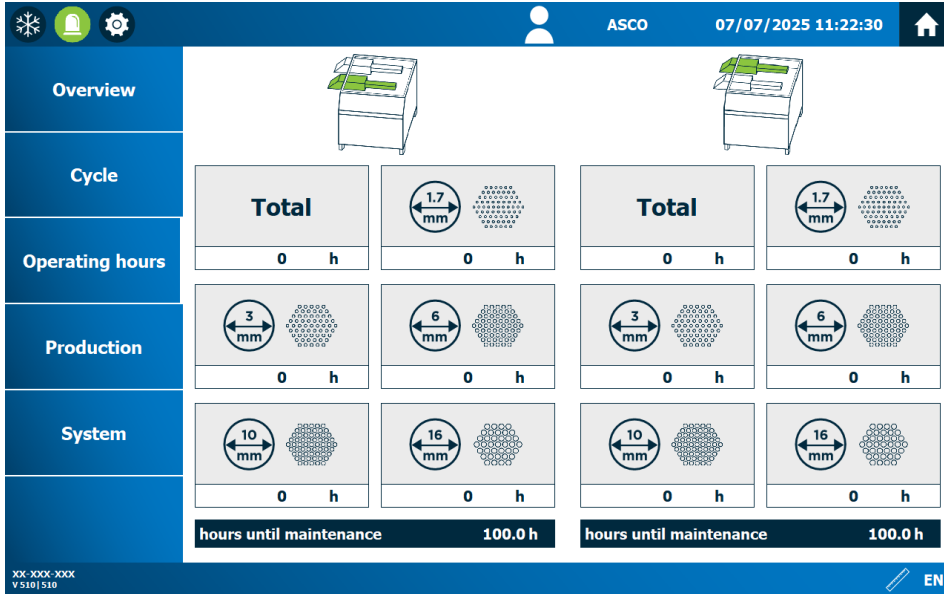 ASCO 07/07/2025 11:22:30
Overview
Cycle
Operating hours
Production
System
Total 1.7 mm Total 1.7 mm
0 h 0 h 0 h 0 h
3 mm 6 mm 3 mm 6 mm
0 h 0 h 0 h 0 h
10 mm 16 mm 10 mm 16 mm
0 h 0 h 0 h 0 h
hours until maintenance 100.0 h hours until maintenance 100.0 h
XX-XXX-XXX
V 510 | 510
EN